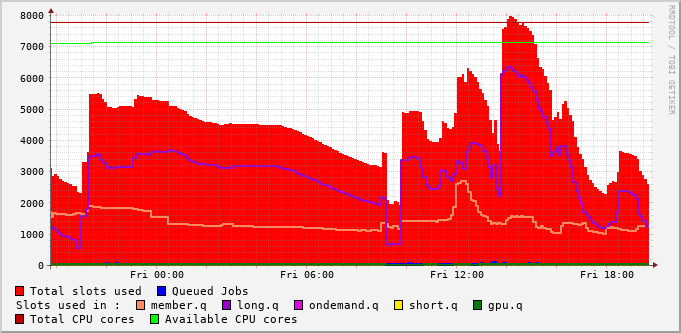 8000
7000
6000
5000
4000
3000
2000
1000
0
Fri 00:00 Fri 06:00 Fri 12:00 Fri 18:00
RRDTOOL / TOBI OETIKER
Total slots used Queued Jobs
Slots used in : member.q long.q ondemand.q short.q gpu.q
Total CPU cores Available CPU cores